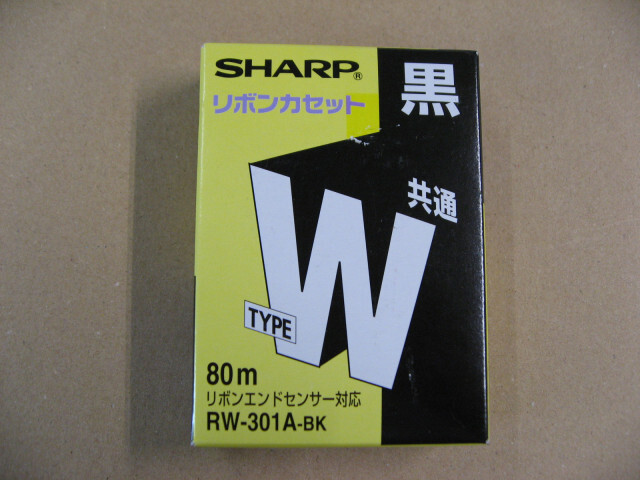 SHARP®
リボンカセット
黒
共通
W
TYPE
80m
リボンエンドセンサー対応
RW-301A-BK